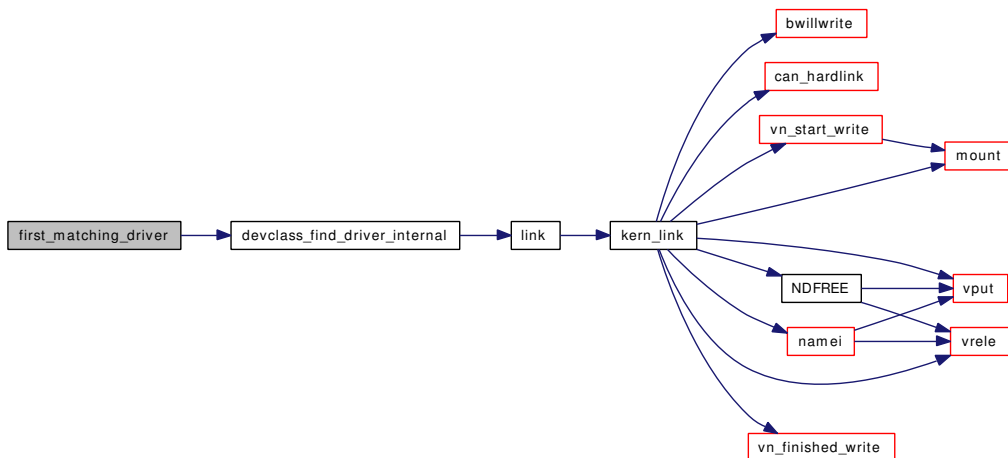 bwillwrite
can_hardlink
vn_start_write
mount
first_matching_driver
devclass_find_driver_internal
link
kern_link
NDFREE
vput
namei
vrele
vn_finished_write